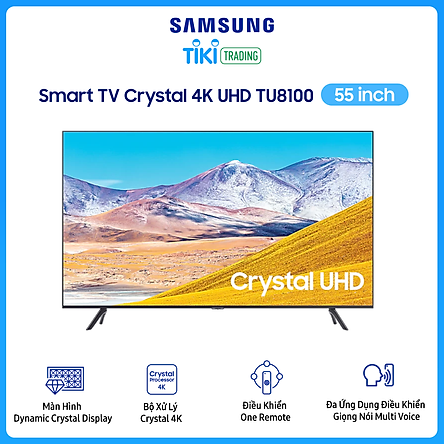 SAMSUNG
TIKI TRADING
Smart TV Crystal 4K UHD TU8100 55 inch
Crystal UHD
Crystal
Processor
4K
Màn Hình
Dynamic Crystal Display
Bộ Xử Lý
Crystal 4K
Điều Khiển
One Remote
Đa Ứng Dụng Điều Khiển
Giọng Nói Multi Voice